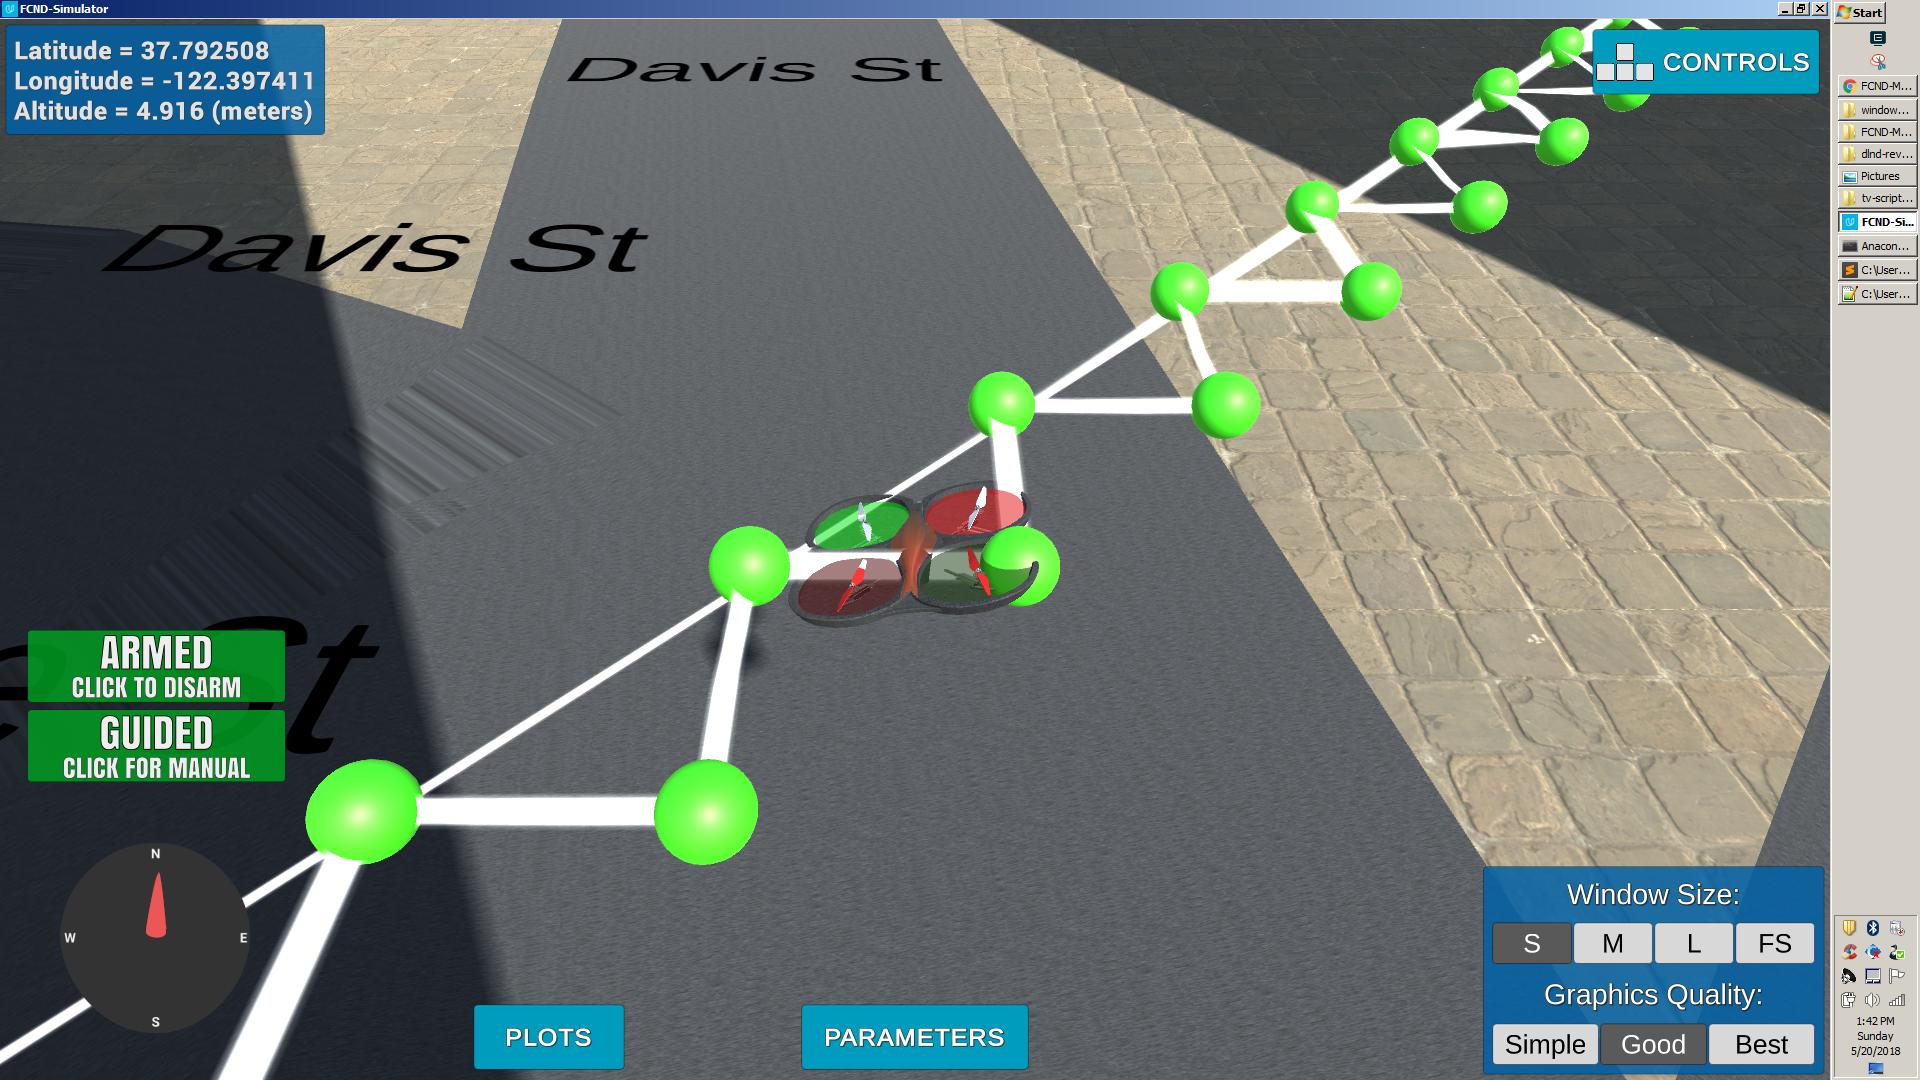 FCND-Simulator
Latitude = 37.792508
Longitude = -122.397411
Altitude = 4.916 (meters)
Davis St
Davis St
St
CONTROLS
ARMED
CLICK TO DISARM
GUIDED
CLICK FOR MANUAL
N
W
E
S
PLOTS
PARAMETERS
Window Size:
S M L FS
Graphics Quality:
Simple Good Best
Start
FCND-M...
window...
FCND-M...
dlnd-rev...
Pictures
tv-script...
FCND-Si...
Anacon...
C:\User...
C:\User...
1:42 PM
Sunday
5/20/2018